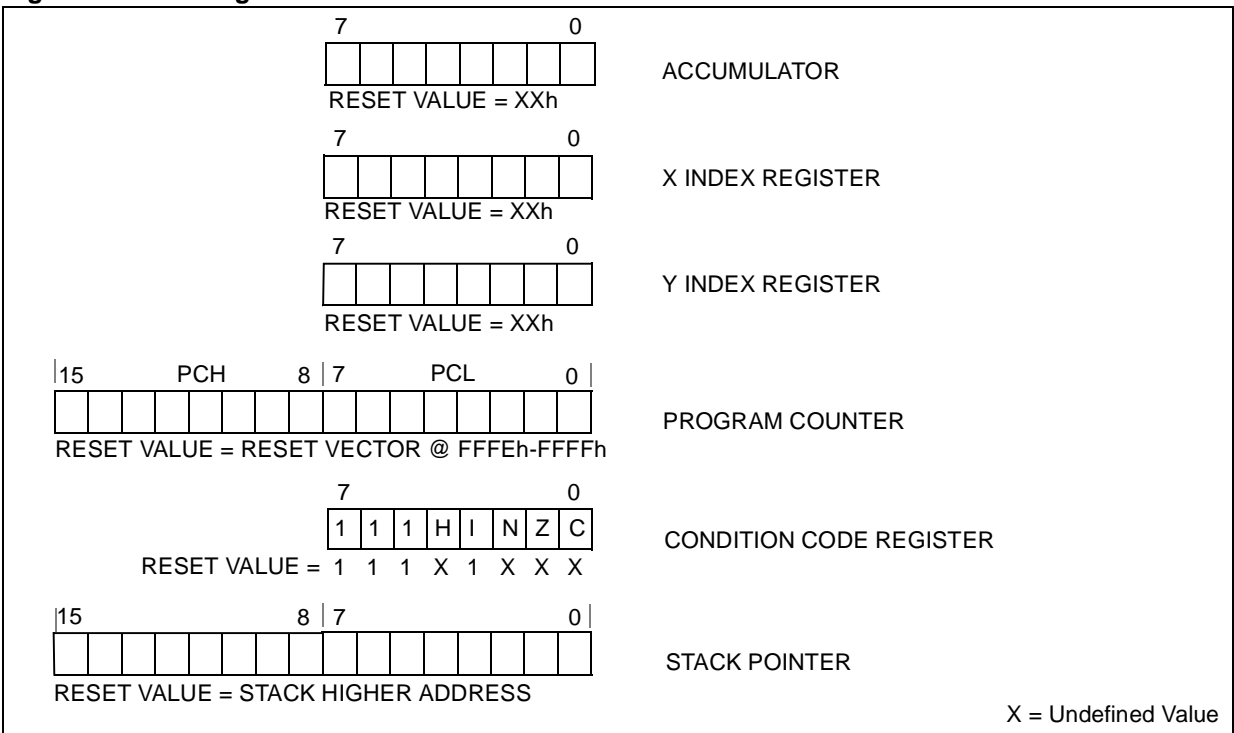 7 0
ACCUMULATOR
RESET VALUE = XXh
7 0
X INDEX REGISTER
RESET VALUE = XXh
7 0
Y INDEX REGISTER
RESET VALUE = XXh
15 PCH 8 7 PCL 0
PROGRAM COUNTER
RESET VALUE = RESET VECTOR @ FFFEh-FFFFh
7 0
1 1 1 H I N Z C
CONDITION CODE REGISTER
RESET VALUE = 1 1 1 X 1 X X X
15 8 7 0
STACK POINTER
RESET VALUE = STACK HIGHER ADDRESS
X = Undefined Value